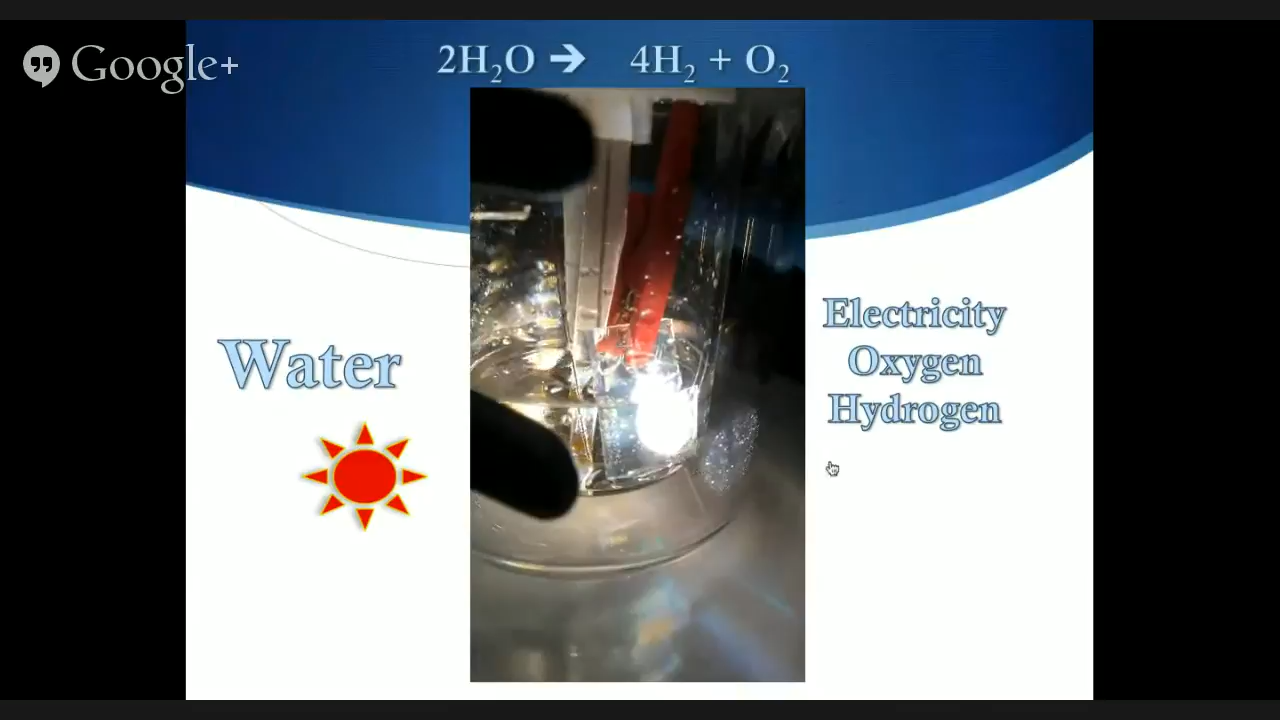 2H₂O ➔ 4H₂ + O₂
Google+
Water
Electricity
Oxygen
Hydrogen